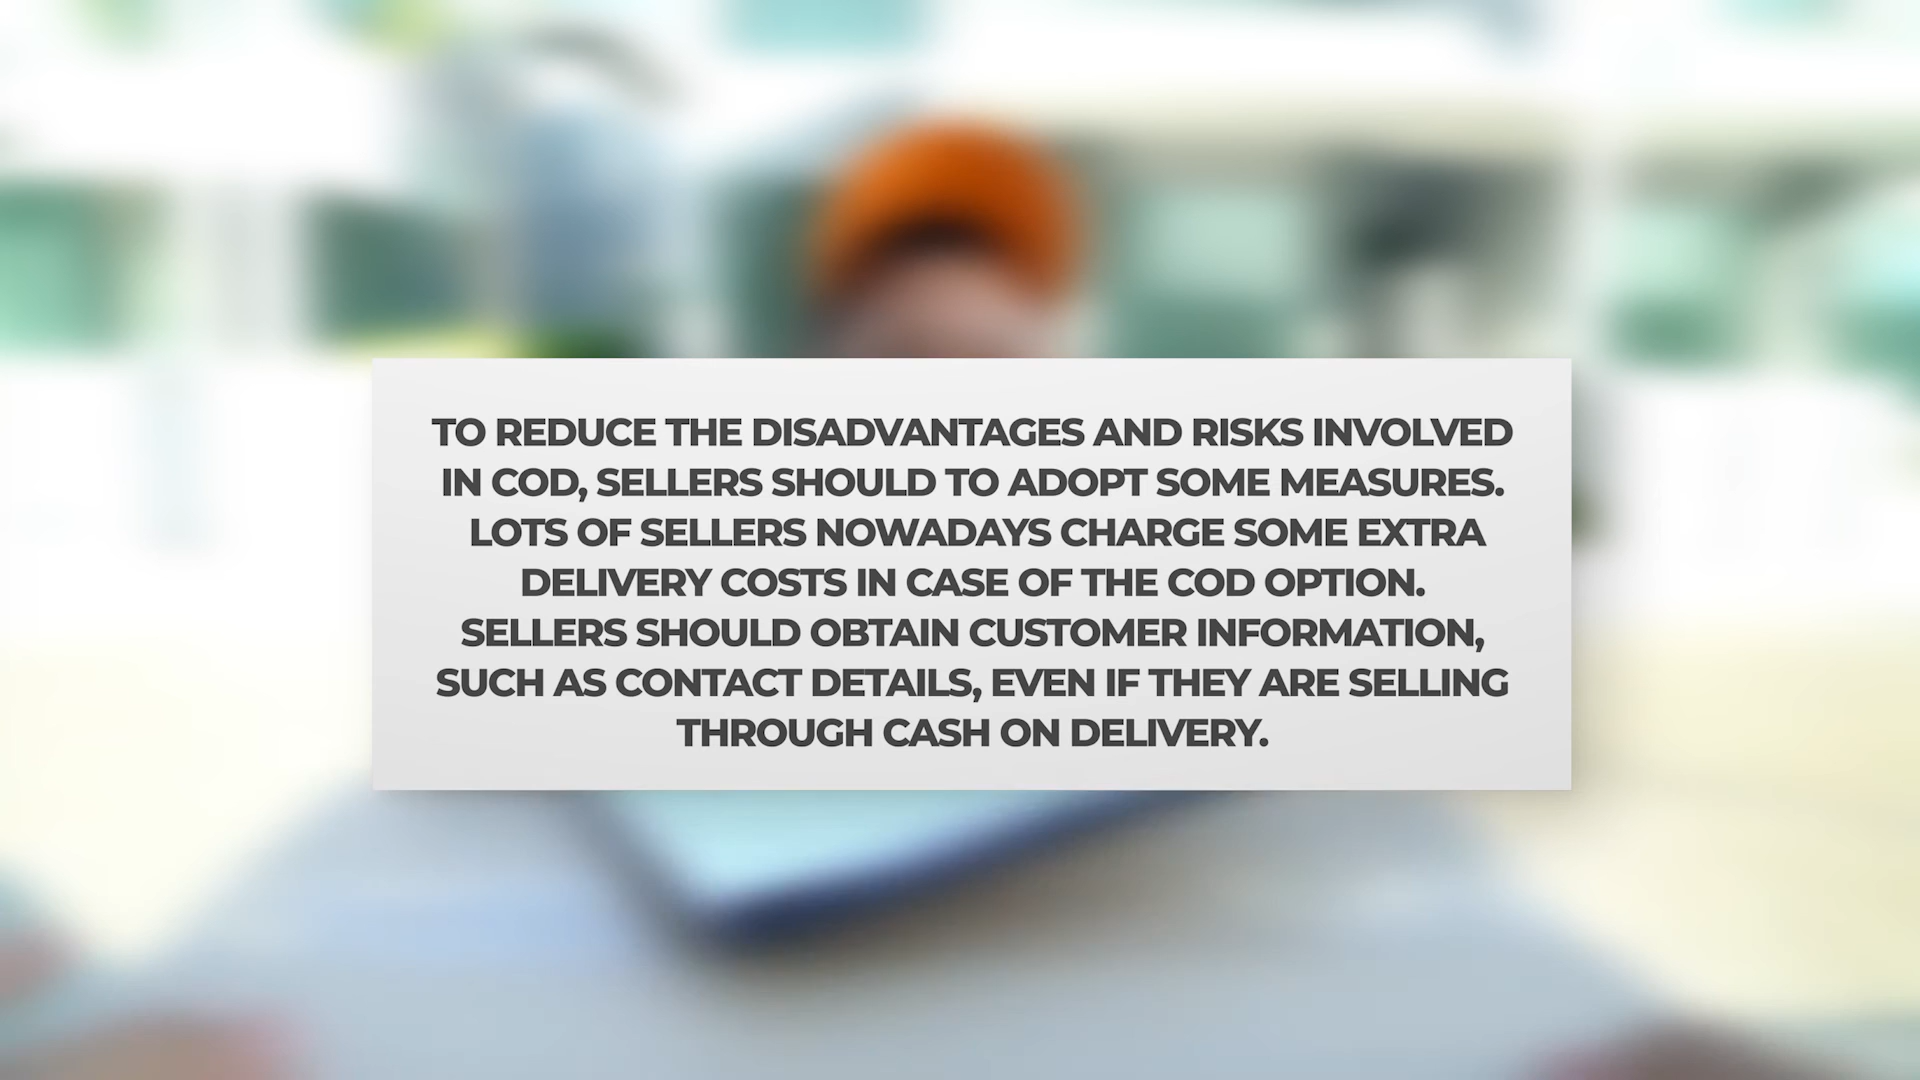 TO REDUCE THE DISADVANTAGES AND RISKS INVOLVED
IN COD, SELLERS SHOULD TO ADOPT SOME MEASURES.
LOTS OF SELLERS NOWADAYS CHARGE SOME EXTRA
DELIVERY COSTS IN CASE OF THE COD OPTION.
SELLERS SHOULD OBTAIN CUSTOMER INFORMATION,
SUCH AS CONTACT DETAILS, EVEN IF THEY ARE SELLING
THROUGH CASH ON DELIVERY.